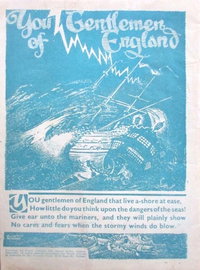 You Gentlemen
of England
YOU gentlemen of England that live a-shore at ease,
How little do you think upon the dangers of the seas!
Give ear unto the mariners, and they will plainly show
No cares and fears when the stormy winds do blow.